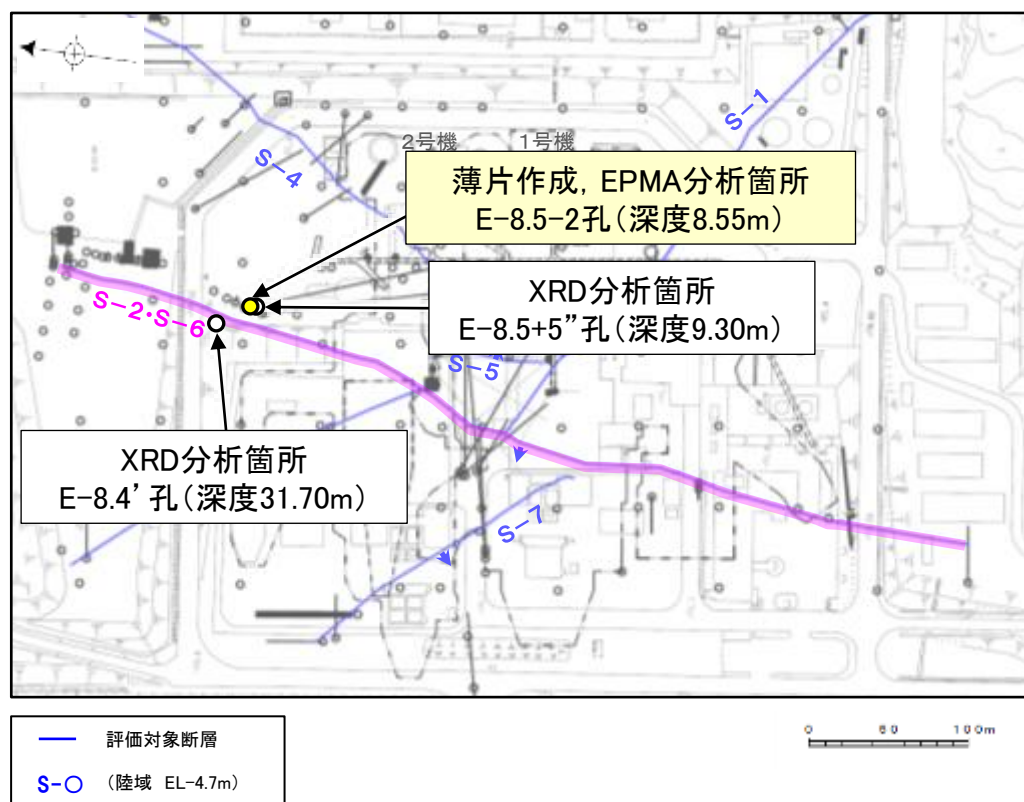 S-1
2号機
1号機
S-4
薄片作成, EPMA分析箇所
E-8.5-2孔(深度8.55m)
XRD分析箇所
E-8.5+5”孔(深度9.30m)
S-2・S-6
S-5
XRD分析箇所
E-8.4’孔(深度31.70m)
S-7
評価対象断層
S-○ (陸域 EL-4.7m)
0 100m